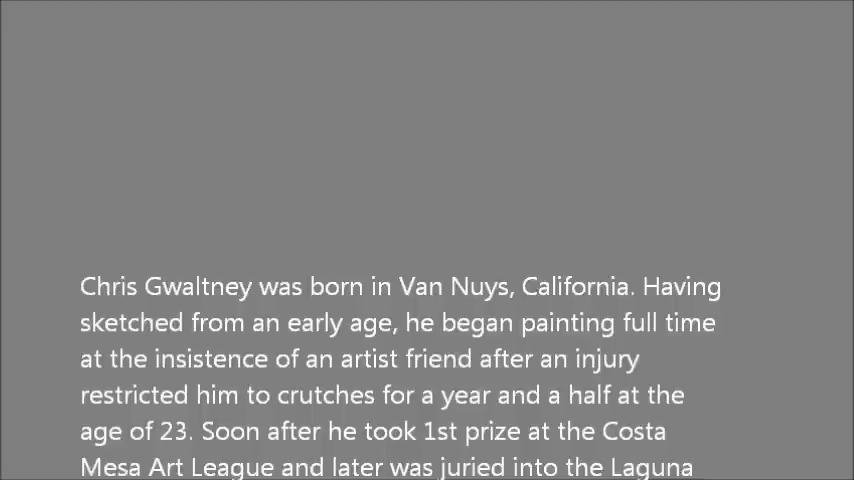 Chris Gwaltney was born in Van Nuys, California. Having
sketched from an early age, he began painting full time
at the insistence of an artist friend after an injury
restricted him to crutches for a year and a half at the
age of 23. Soon after he took 1st prize at the Costa
Mesa Art League and later was juried into the Laguna